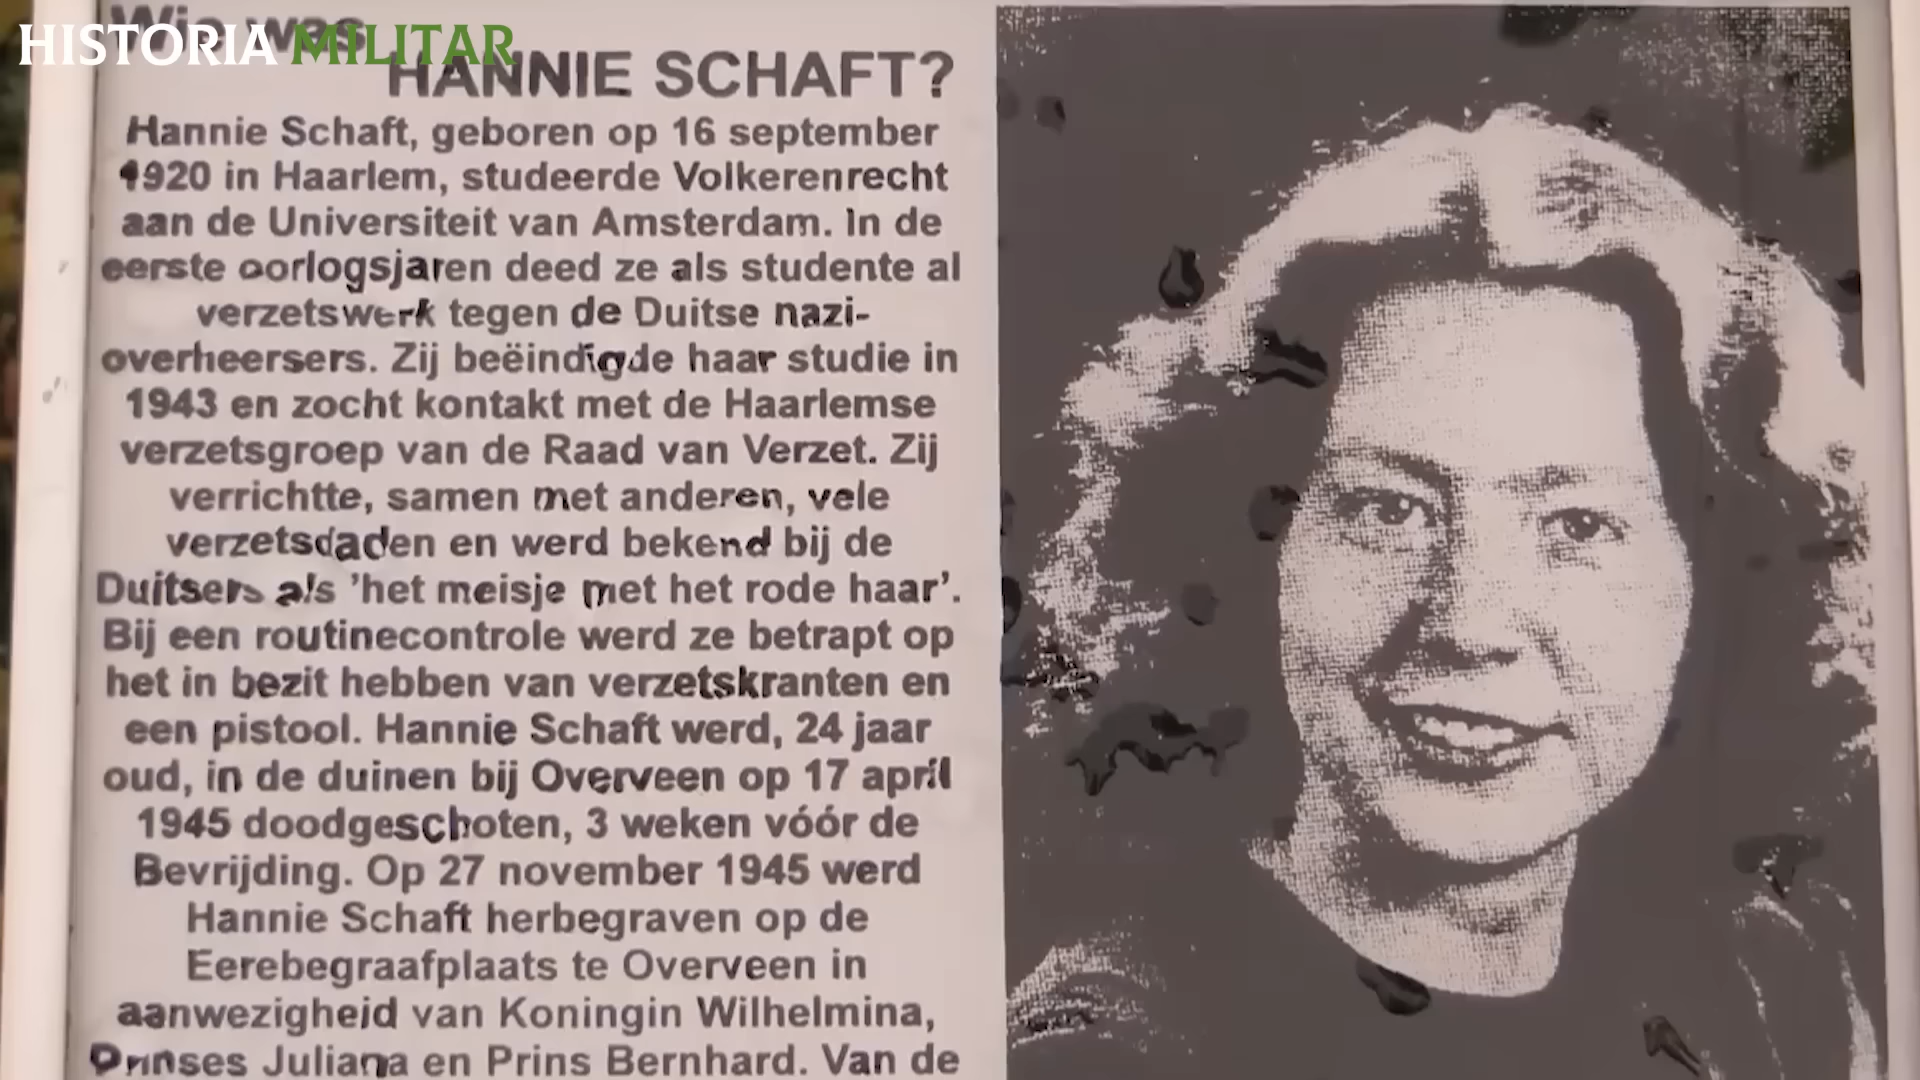 HISTORIA MILITAR
Wie was
HANNIE SCHAFT?
Hannie Schaft, geboren op 16 september
1920 in Haarlem, studeerde Volkerenrecht
aan de Universiteit van Amsterdam. In de
eerste oorlogsjaren deed ze als studente al
verzetswerk tegen de Duitse nazi-
overheersers. Zij beëindigde haar studie in
1943 en zocht kontakt met de Haarlemse
verzetsgroep van de Raad van Verzet. Zij
verrichtte, samen met anderen, vele
verzetsdaden en werd bekend bij de
Duitsers als 'het meisje met het rode haar'.
Bij een routinecontrole werd ze betrapt op
het in bezit hebben van verzetskranten en
een pistool. Hannie Schaft werd, 24 jaar
oud, in de duinen bij Overveen op 17 april
1945 doodgeschoten, 3 weken vóór de
Bevrijding. Op 27 november 1945 werd
Hannie Schaft herbegraven op de
Eerebegraafplaats te Overveen in
aanwezigheid van Koningin Wilhelmina,
Prinses Juliana en Prins Bernhard. Van de